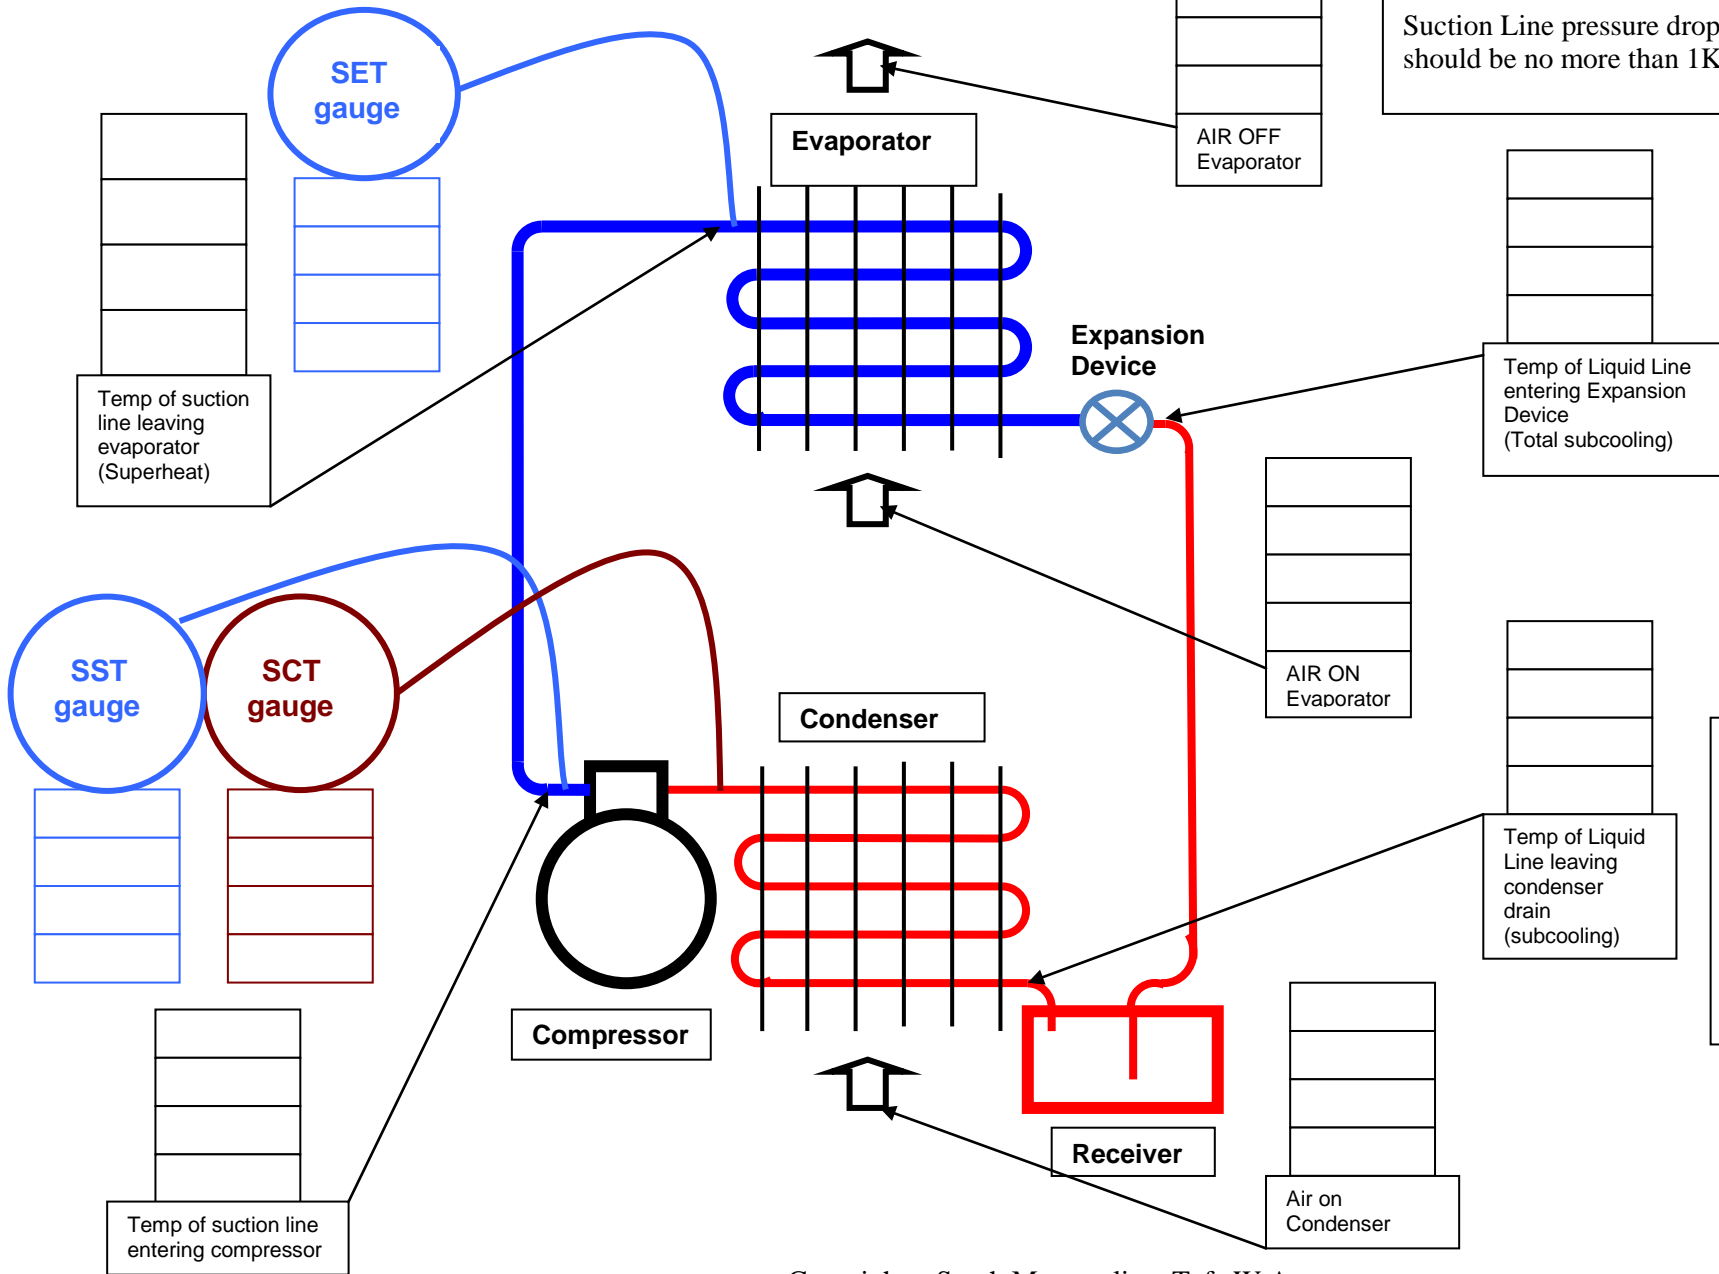 Suction Line pressure drop
should be no more than 1K
SET
gauge
Evaporator
AIR OFF
Evaporator
Expansion
Device
Temp of Liquid Line
entering Expansion
Device
(Total subcooling)
Temp of suction
line leaving
evaporator
(Superheat)
SST
gauge
SCT
gauge
AIR ON
Evaporator
Condenser
Temp of Liquid
Line leaving
condenser
drain
(subcooling)
Compressor
Receiver
Air on
Condenser
Temp of suction line
entering compressor